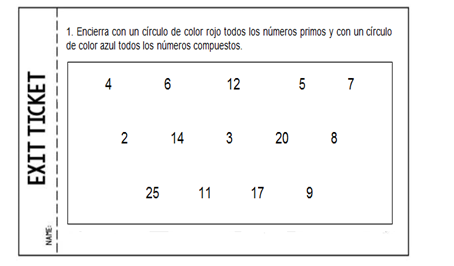 EXIT TICKET
NAME:
1. Encierra con un círculo de color rojo todos los números primos y con un círculo
de color azul todos los números compuestos.
4 6 12 5 7
2 14 3 20 8
25 11 17 9